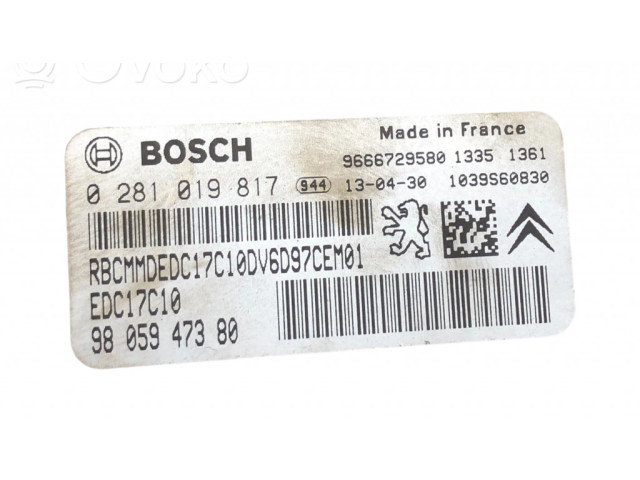 OVOKO
BOSCH
Made in France
9666729580 1335 1361
0 281 019 817 944 13-04-30 1039S60830
RBCMMDEDC17C10DV6D97CEM01
EDC17C10
98 059 473 80